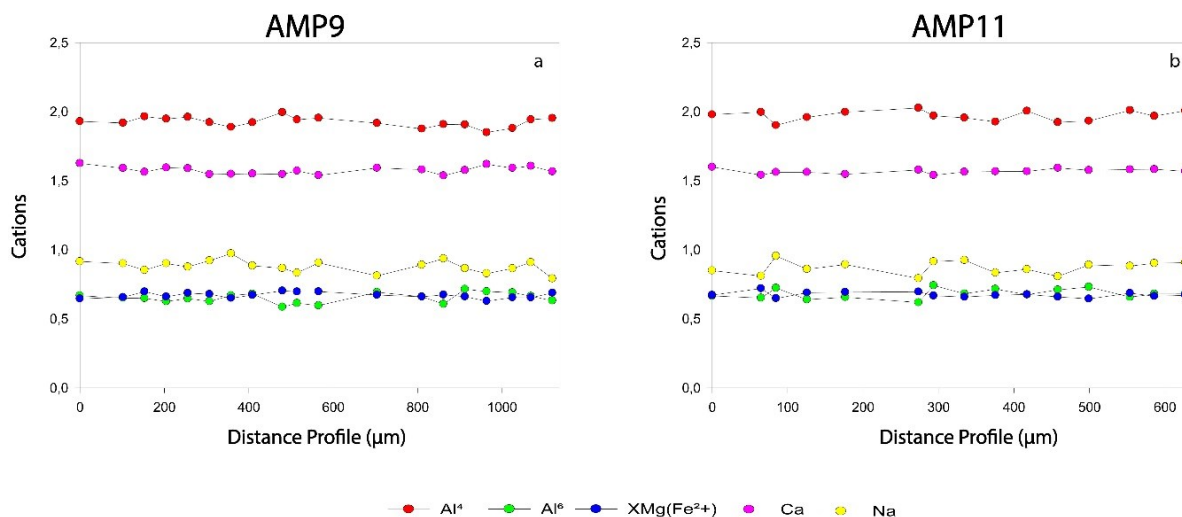 AMP9
AMP11
a
b
2,5
2,0
1,5
1,0
0,5
0,0
Cations
0 200 400 600 800 1000
Distance Profile (µm)
2,5
2,0
1,5
1,0
0,5
0,0
Cations
0 100 200 300 400 500 600
Distance Profile (µm)
Al⁴ Al⁶ XMg(Fe²+) Ca Na